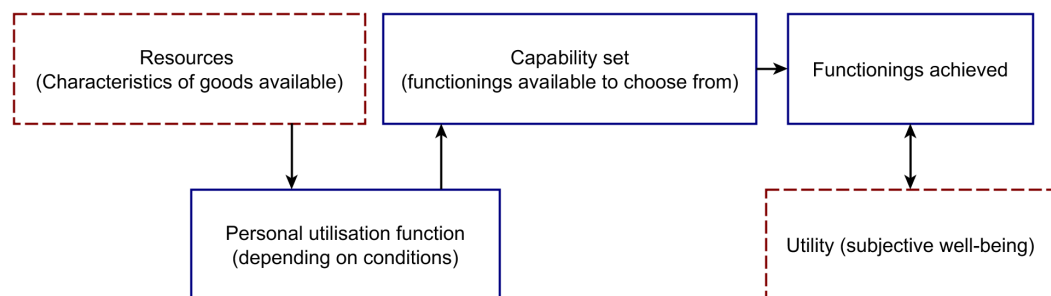 Resources
(Characteristics of goods available)
Capability set
(functionings available to choose from)
Functionings achieved
Personal utilisation function
(depending on conditions)
Utility (subjective well-being)